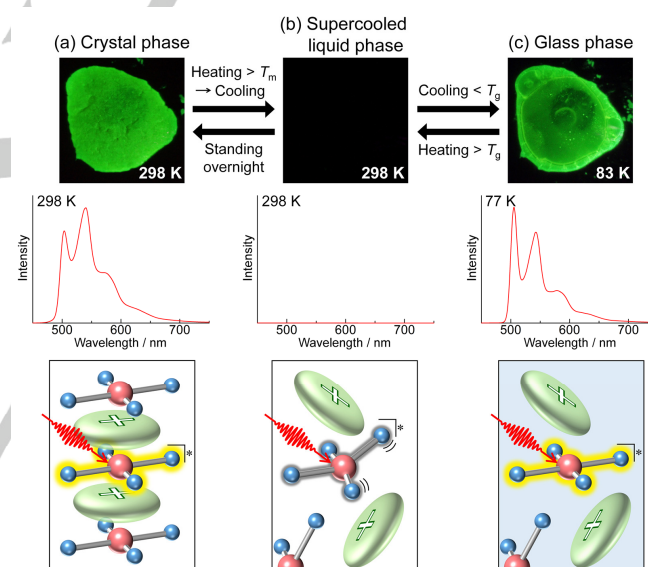 (a) Crystal phase
(b) Supercooled
liquid phase
(c) Glass phase
Heating > Tm
→ Cooling
Standing
overnight
Cooling < Tg
Heating > Tg
298 K
298 K
83 K
298 K
298 K
77 K
Intensity
Intensity
Intensity
500 600 700
500 600 700
500 600 700
Wavelength / nm
Wavelength / nm
Wavelength / nm
+
*
+
+
*
+
+
*
+